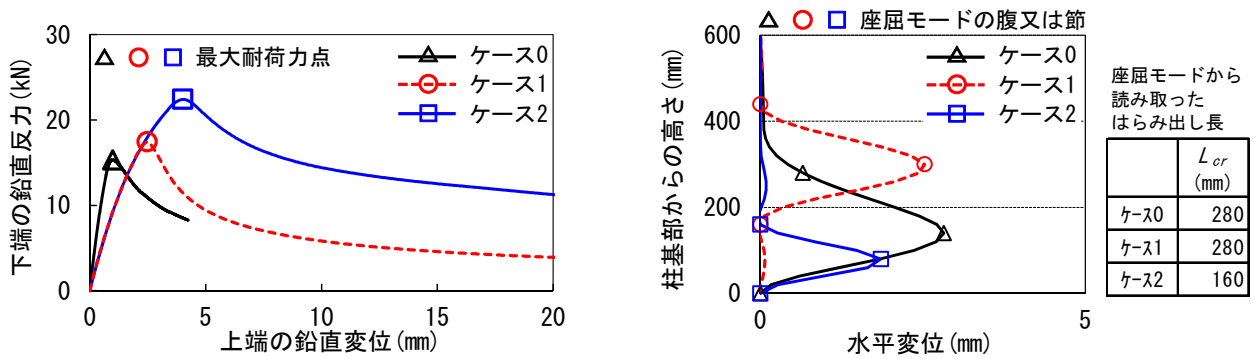 30
20
10
0
0
5
10
15
20
下端の鉛直反力(kN)
上端の鉛直変位(mm)
最大耐荷力点
ケース0
ケース1
ケース2
座屈モードの腹又は節
600
400
200
0
0
5
柱基部からの高さ(mm)
水平変位(mm)
ケース0
ケース1
ケース2
座屈モードから
読み取った
はらみ出し長
Lcr
(mm)
ケース0 280
ケース1 280
ケース2 160